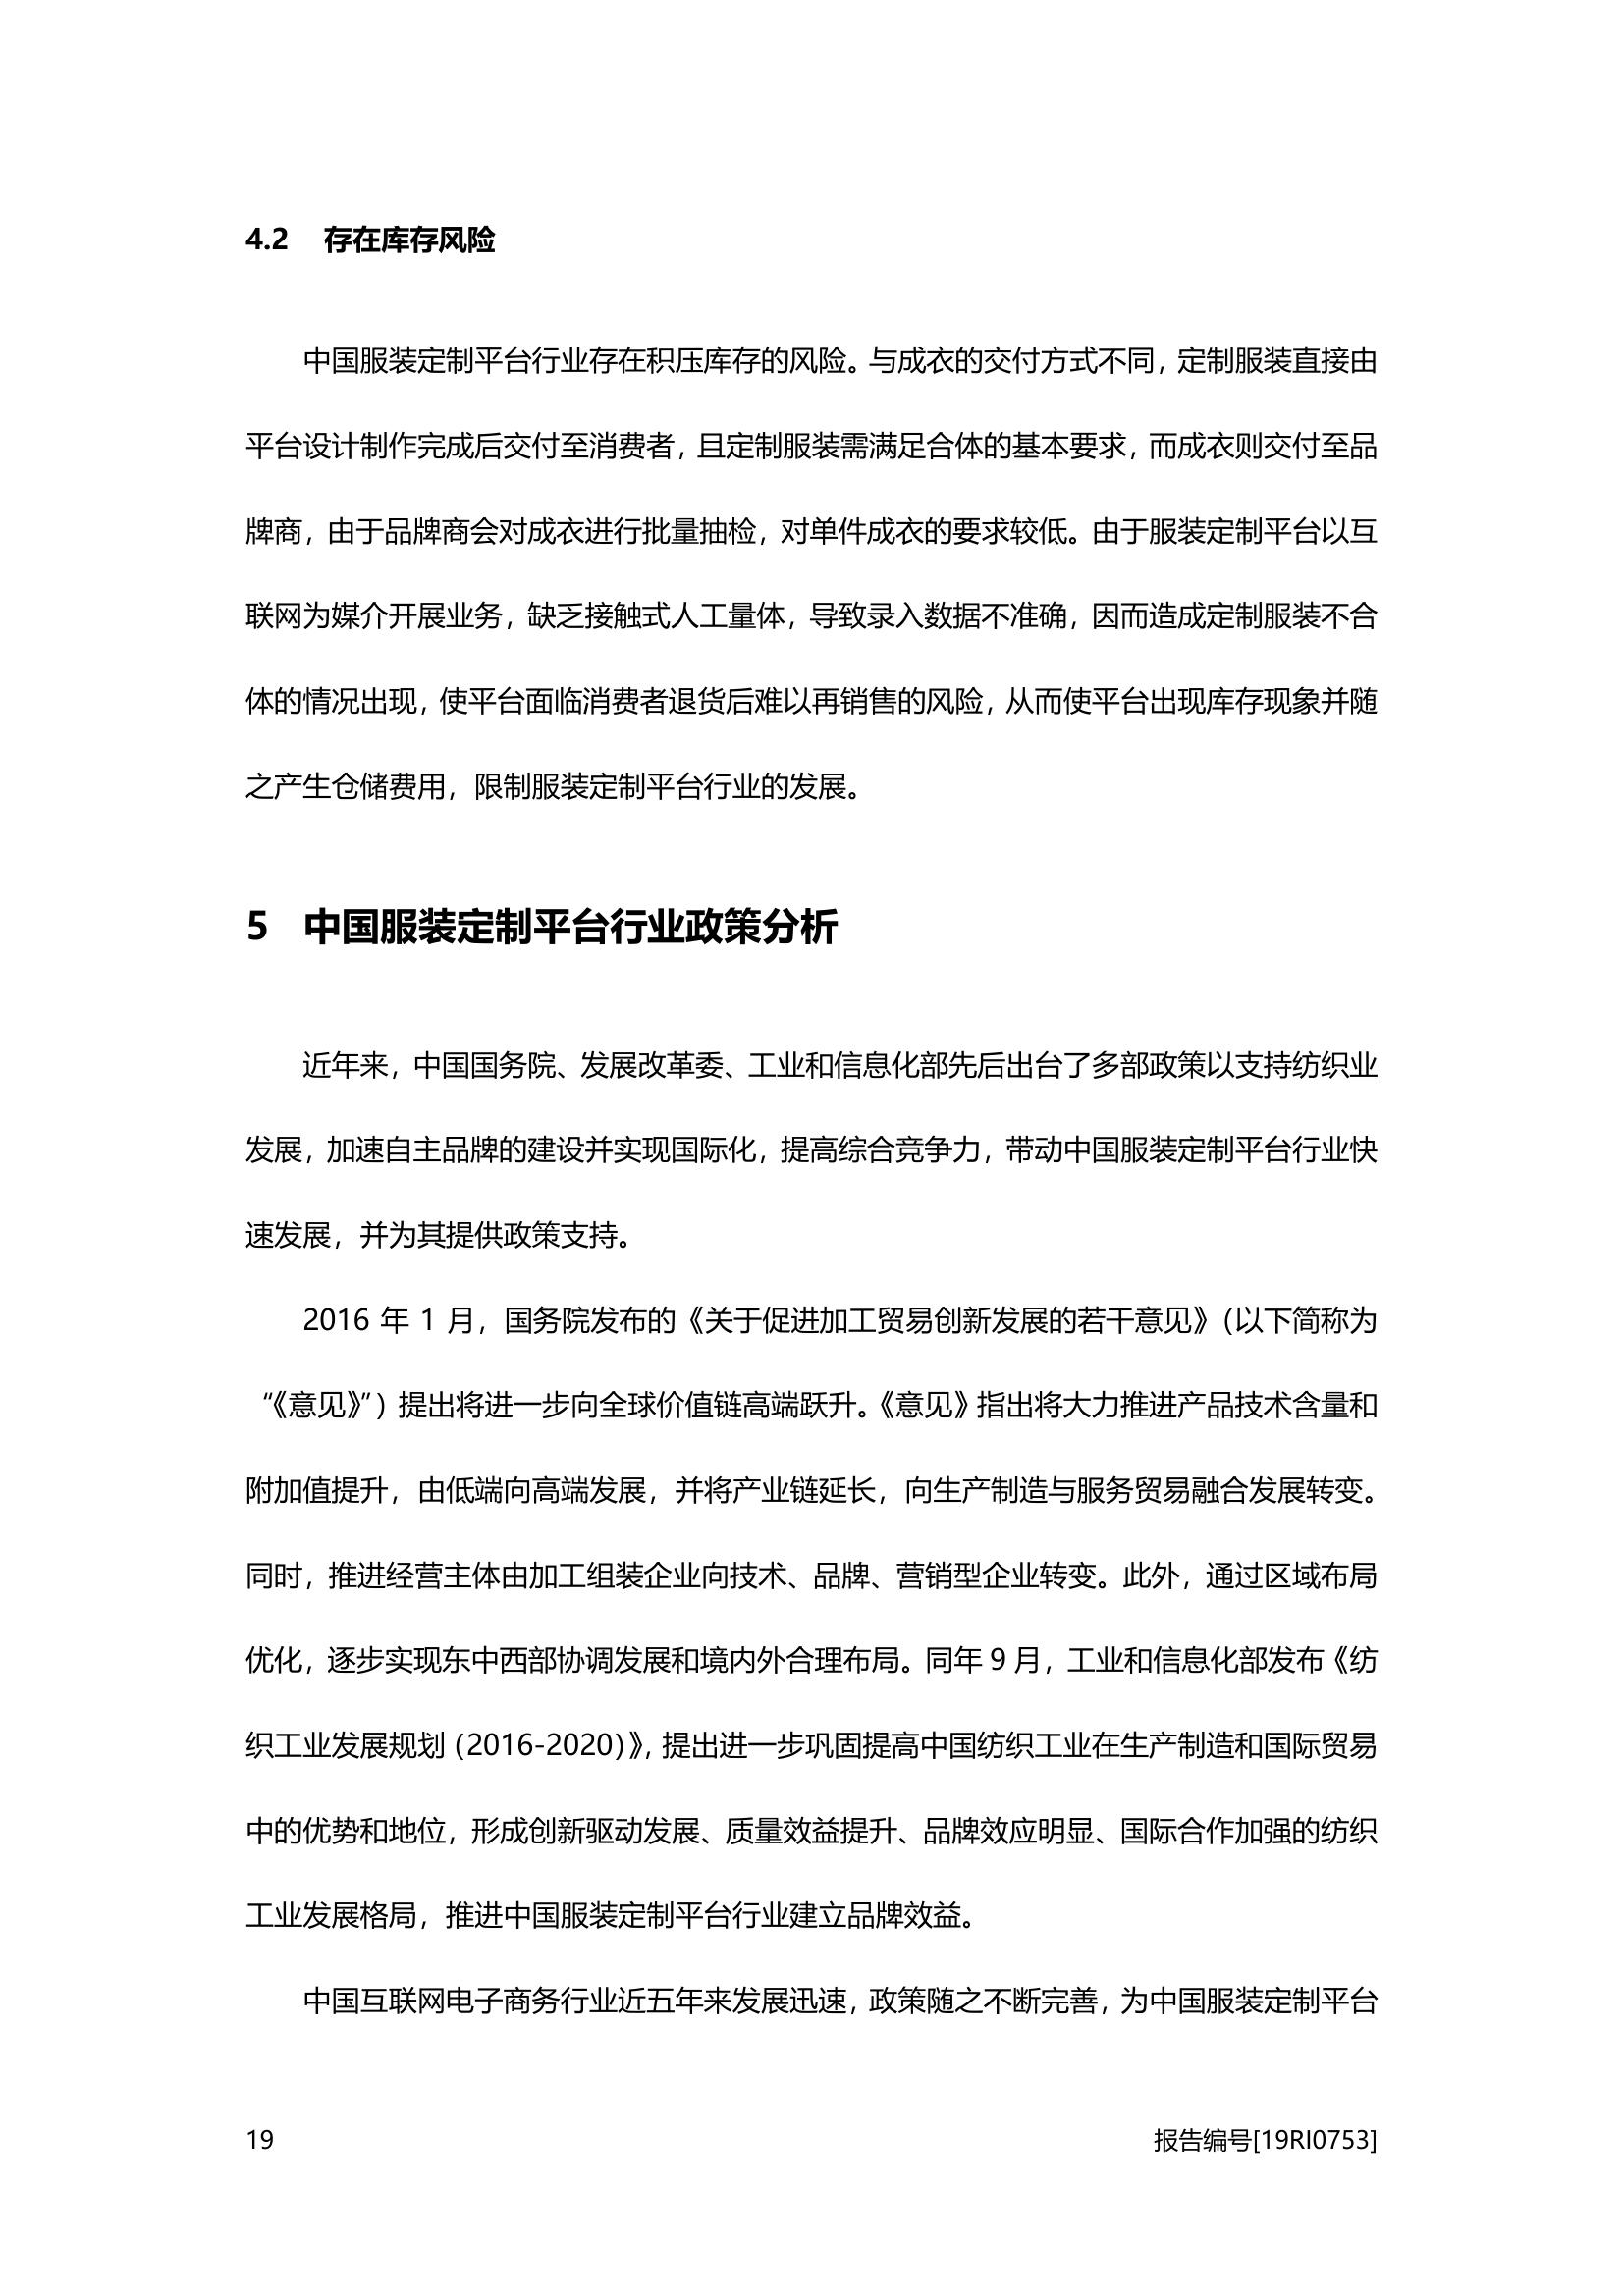 4.2 存在库存风险
中国服装定制平台行业存在积压库存的风险。与成衣的交付方式不同，定制服装直接由
平台设计制作完成后交付至消费者，且定制服装需满足合体的基本要求，而成衣则交付至品
牌商，由于品牌商会对成衣进行批量抽检，对单件成衣的要求较低。由于服装定制平台以互
联网为媒介开展业务，缺乏接触式人工量体，导致录入数据不准确，因而造成定制服装不合
体的情况出现，使平台面临消费者退货后难以再销售的风险，从而使平台出现库存现象并随
之产生仓储费用，限制服装定制平台行业的发展。
5 中国服装定制平台行业政策分析
近年来，中国国务院、发展改革委、工业和信息化部先后出台了多部政策以支持纺织业
发展，加速自主品牌的建设并实现国际化，提高综合竞争力，带动中国服装定制平台行业快
速发展，并为其提供政策支持。
2016 年 1 月，国务院发布的《关于促进加工贸易创新发展的若干意见》（以下简称为
“《意见》”）提出将进一步向全球价值链高端跃升。《意见》指出将大力推进产品技术含量和
附加值提升，由低端向高端发展，并将产业链延长，向生产制造与服务贸易融合发展转变。
同时，推进经营主体由加工组装企业向技术、品牌、营销型企业转变。此外，通过区域布局
优化，逐步实现东中西部协调发展和境内外合理布局。同年 9 月，工业和信息化部发布《纺
织工业发展规划（2016-2020）》，提出进一步巩固提高中国纺织工业在生产制造和国际贸易
中的优势和地位，形成创新驱动发展、质量效益提升、品牌效应明显、国际合作加强的纺织
工业发展格局，推进中国服装定制平台行业建立品牌效益。
中国互联网电子商务行业近五年来发展迅速，政策随之不断完善，为中国服装定制平台
19 报告编号[19RI0753]